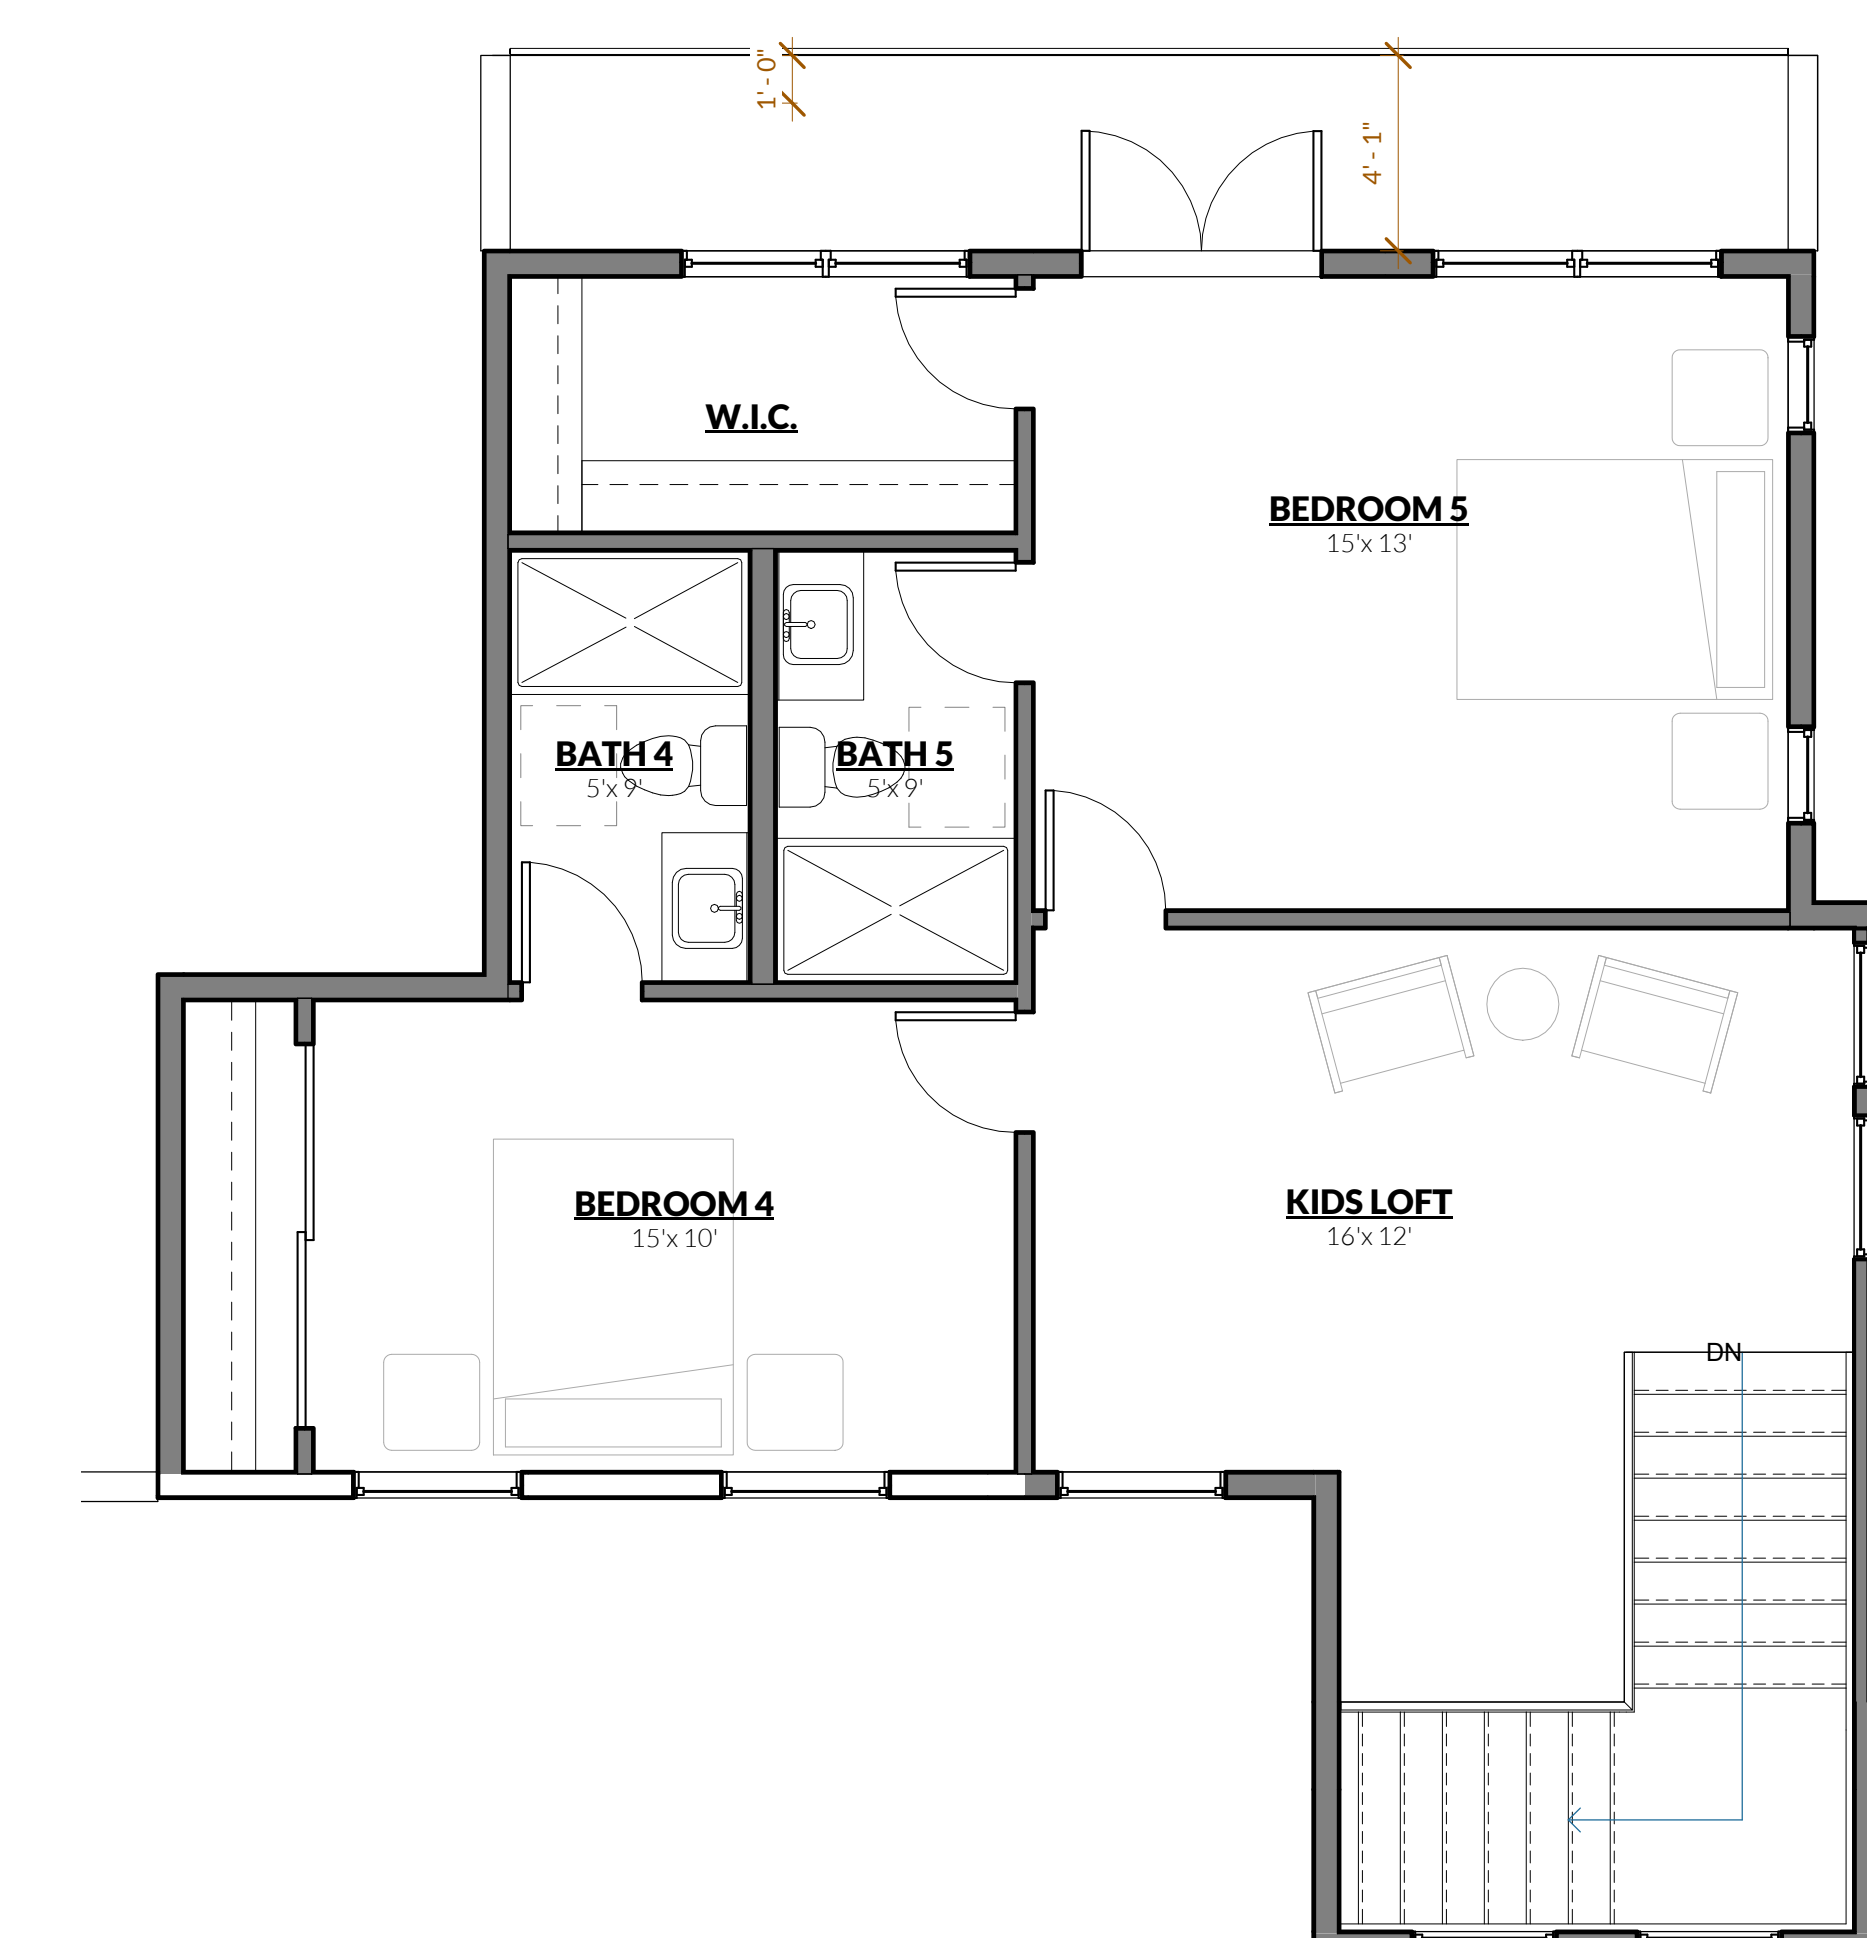 1' - 0"
4' - 1"
W.I.C.
BEDROOM 5
15'x 13'
BATH 4
5'x 9'
BATH 5
5'x 9'
BEDROOM 4
15'x 10'
KIDS LOFT
16'x 12'
DN